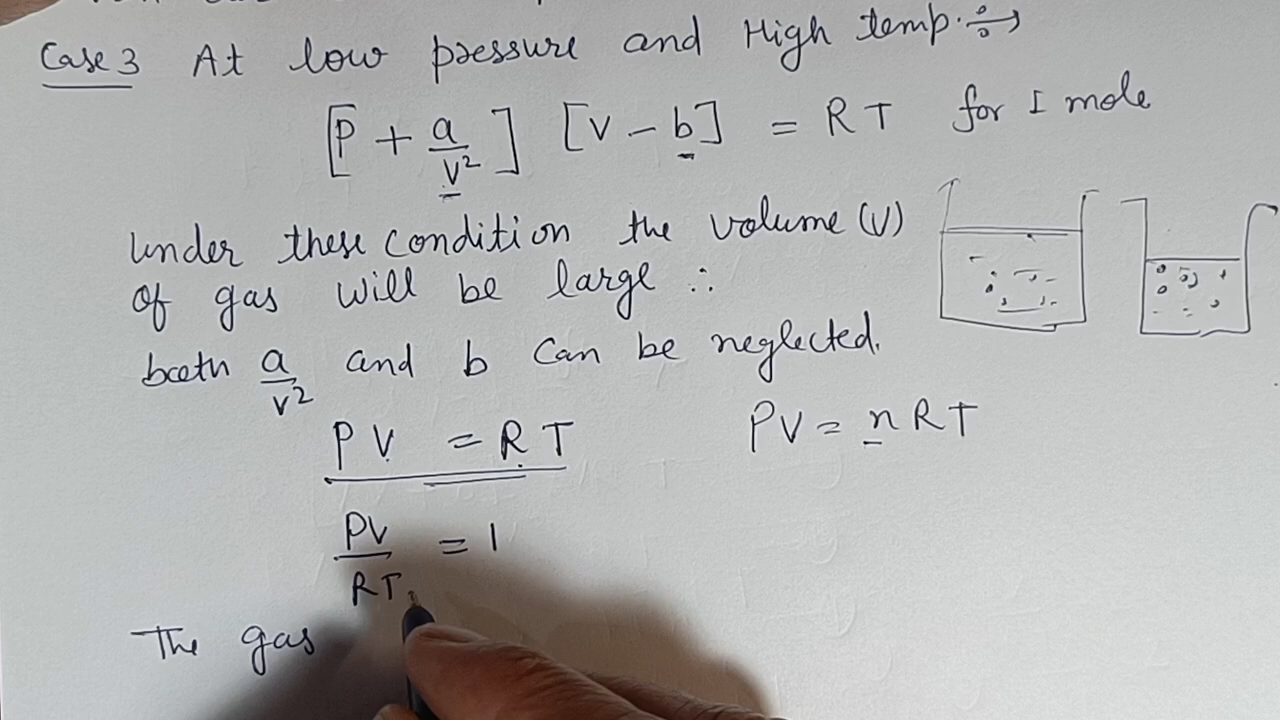 Case 3 At low pressure and High temp.
[P + a/v²] [v - b] = RT for 1 mole
under these condition the volume (v)
of gas will be large ∴
both a/v² and b can be neglected.
PV = RT
PV = nRT
PV/RT = 1
The gas